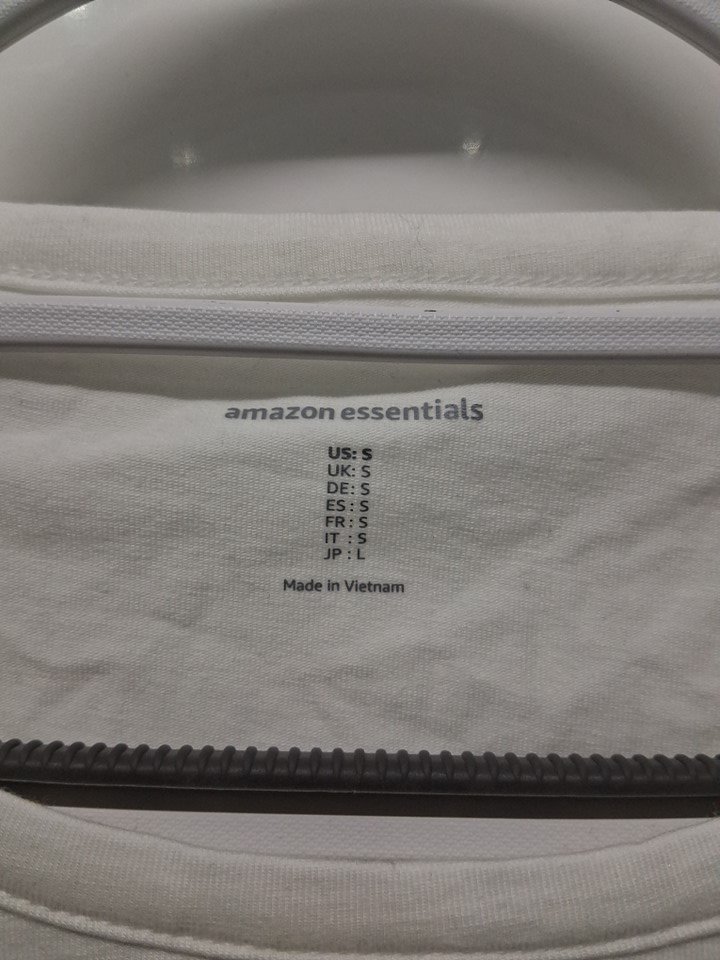 amazon essentials
US: S
UK: S
DE: S
ES : S
FR : S
IT : S
JP : L
Made in Vietnam